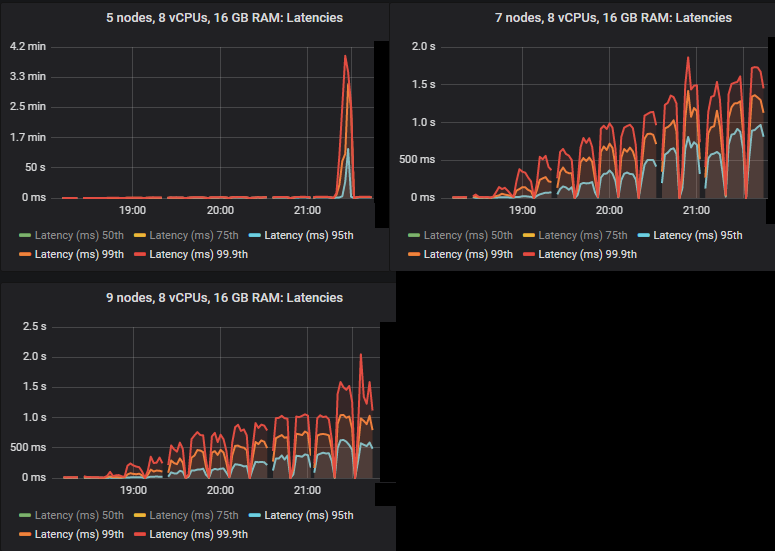 5 nodes, 8 vCPUs, 16 GB RAM: Latencies
4.2 min
3.3 min
2.5 min
1.7 min
50 s
0 ms
19:00 20:00 21:00
Latency (ms) 50th Latency (ms) 75th Latency (ms) 95th
Latency (ms) 99th Latency (ms) 99.9th
7 nodes, 8 vCPUs, 16 GB RAM: Latencies
2.0 s
1.5 s
1.0 s
500 ms
0 ms
19:00 20:00 21:00
Latency (ms) 50th Latency (ms) 75th Latency (ms) 95th
Latency (ms) 99th Latency (ms) 99.9th
9 nodes, 8 vCPUs, 16 GB RAM: Latencies
2.5 s
2.0 s
1.5 s
1.0 s
500 ms
0 ms
19:00 20:00 21:00
Latency (ms) 50th Latency (ms) 75th Latency (ms) 95th
Latency (ms) 99th Latency (ms) 99.9th